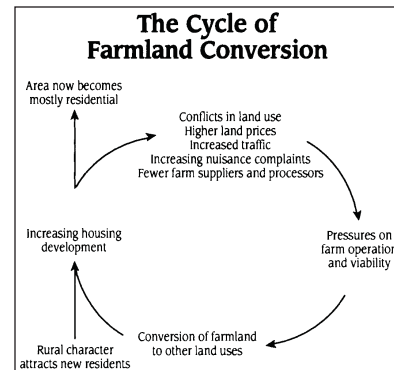 The Cycle of
Farmland Conversion
Area now becomes
mostly residential
Conflicts in land use
Higher land prices
Increased traffic
Increasing nuisance complaints
Fewer farm suppliers and processors
Pressures on
farm operation
and viability
Conversion of farmland
to other land uses
Increasing housing
development
Rural character
attracts new residents